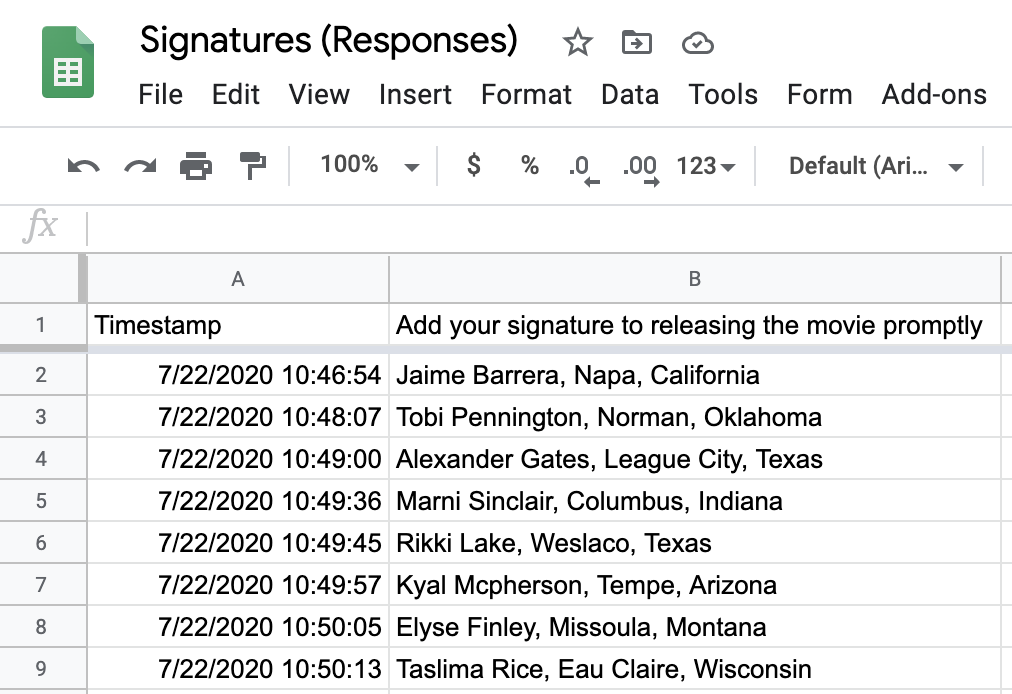 Signatures (Responses)
File Edit View Insert Format Data Tools Form Add-ons
100% $ % .0 .00 123 Default (Ari...
fx
A B
1 Timestamp Add your signature to releasing the movie promptly
2 7/22/2020 10:46:54 Jaime Barrera, Napa, California
3 7/22/2020 10:48:07 Tobi Pennington, Norman, Oklahoma
4 7/22/2020 10:49:00 Alexander Gates, League City, Texas
5 7/22/2020 10:49:36 Marni Sinclair, Columbus, Indiana
6 7/22/2020 10:49:45 Rikki Lake, Weslaco, Texas
7 7/22/2020 10:49:57 Kyal Mcpherson, Tempe, Arizona
8 7/22/2020 10:50:05 Elyse Finley, Missoula, Montana
9 7/22/2020 10:50:13 Taslima Rice, Eau Claire, Wisconsin